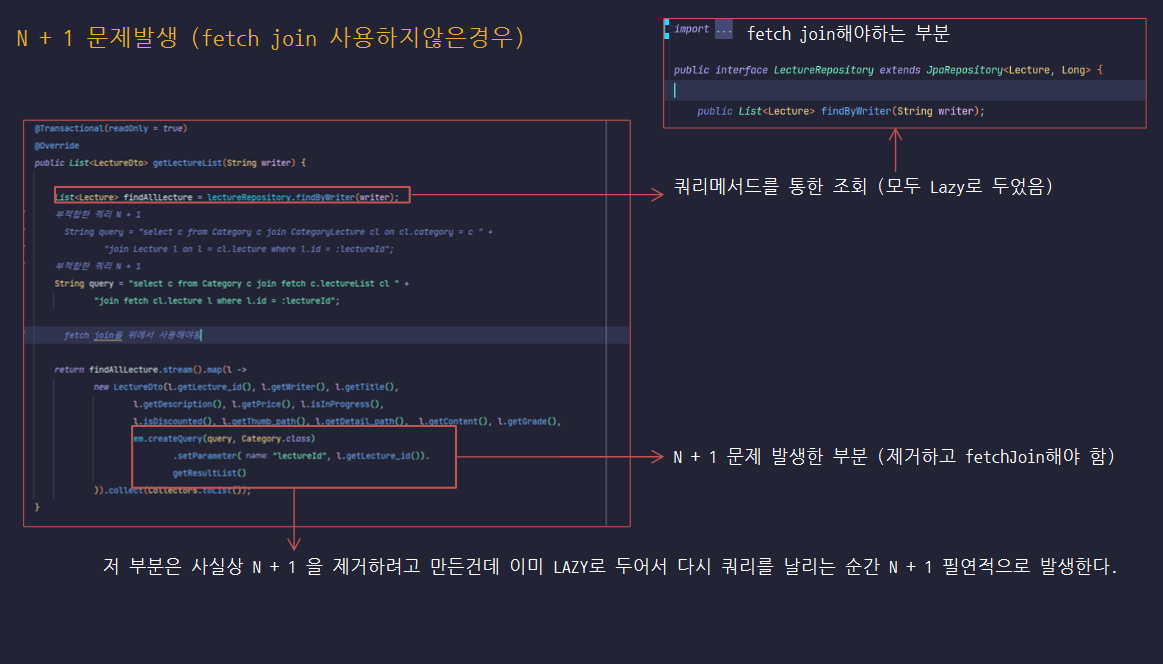 N + 1 문제발생 (fetch join 사용하지않은경우)
import ... fetch join해야하는 부분
public interface LectureRepository extends JpaRepository<Lecture, Long> {
public List<Lecture> findByWriter(String writer);
쿼리메서드를 통한 조회 (모두 Lazy로 두었음)
@Transactional(readOnly = true)
@Override
public List<LectureDto> getLectureList(String writer) {
List<Lecture> findAllLecture = lectureRepository.findByWriter(writer);
부적합한 쿼리 N + 1
String query = "select c from Category c join CategoryLecture cl on cl.category = c " +
"join Lecture l on l = cl.lecture where l.id = :lectureId";
부적합한 쿼리 N + 1
String query = "select c from Category c join fetch c.lectureList cl " +
"join fetch cl.lecture l where l.id = :lectureId";
fetch join을 위에서 사용해야함
return findAllLecture.stream().map(l ->
new LectureDto(l.getLecture_id(), l.getWriter(), l.getTitle(),
l.getDescription(), l.getPrice(), l.isInProgress(),
l.isDiscounted(), l.getThumb_path(), l.getDetail_path(), l.getContent(), l.getGrade(),
em.createQuery(query, Category.class)
.setParameter( name: "lectureId", l.getLecture_id()).
getResultList()
)).collect(Collectors.toList());
}
N + 1 문제 발생한 부분 (제거하고 fetchJoin해야 함)
저 부분은 사실상 N + 1 을 제거하려고 만든건데 이미 LAZY로 두어서 다시 쿼리를 날리는 순간 N + 1 필연적으로 발생한다.